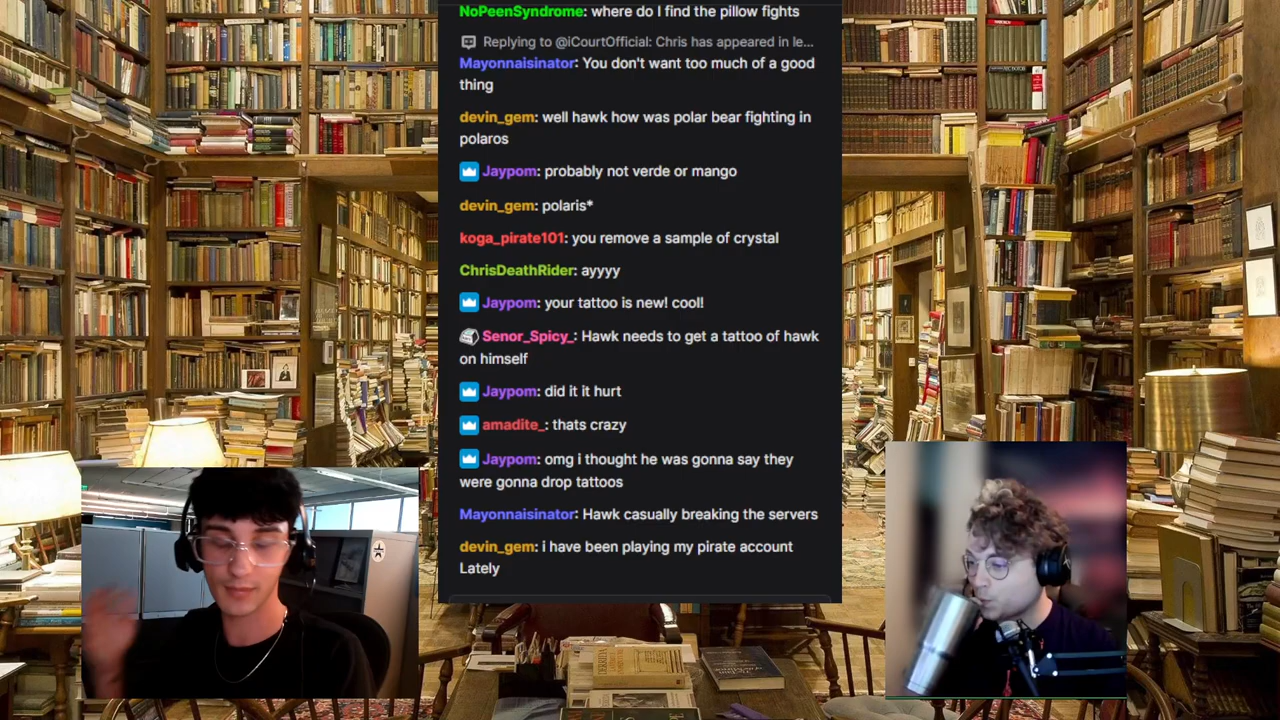 NoPeenSyndrome: where do I find the pillow fights
Replying to @iCourtOfficial: Chris has appeared in le...
Mayonnaisinator: You don't want too much of a good
thing
devin_gem: well hawk how was polar bear fighting in
polaros
Jaypom: probably not verde or mango
devin_gem: polaris*
koga_pirate101: you remove a sample of crystal
ChrisDeathRider: ayyyy
Jaypom: your tattoo is new! cool!
Senor_Spicy_: Hawk needs to get a tattoo of hawk
on himself
Jaypom: did it it hurt
amadite_: thats crazy
Jaypom: omg i thought he was gonna say they
were gonna drop tattoos
Mayonnaisinator: Hawk casually breaking the servers
devin_gem: i have been playing my pirate account
Lately